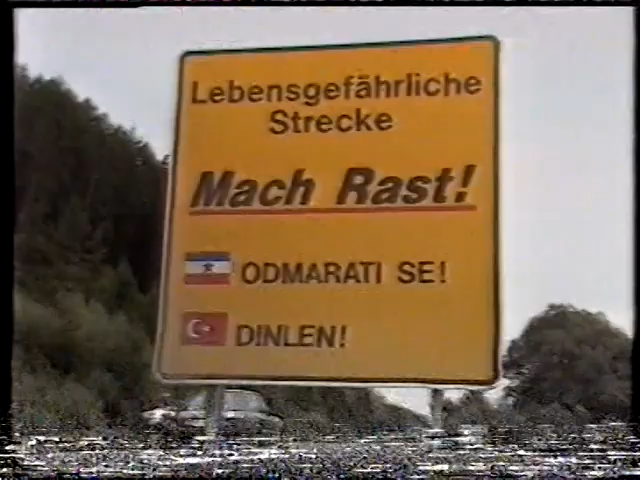 Lebensgefährliche
Strecke
Mach Rast!
ODMARATI SE!
DINLEN!